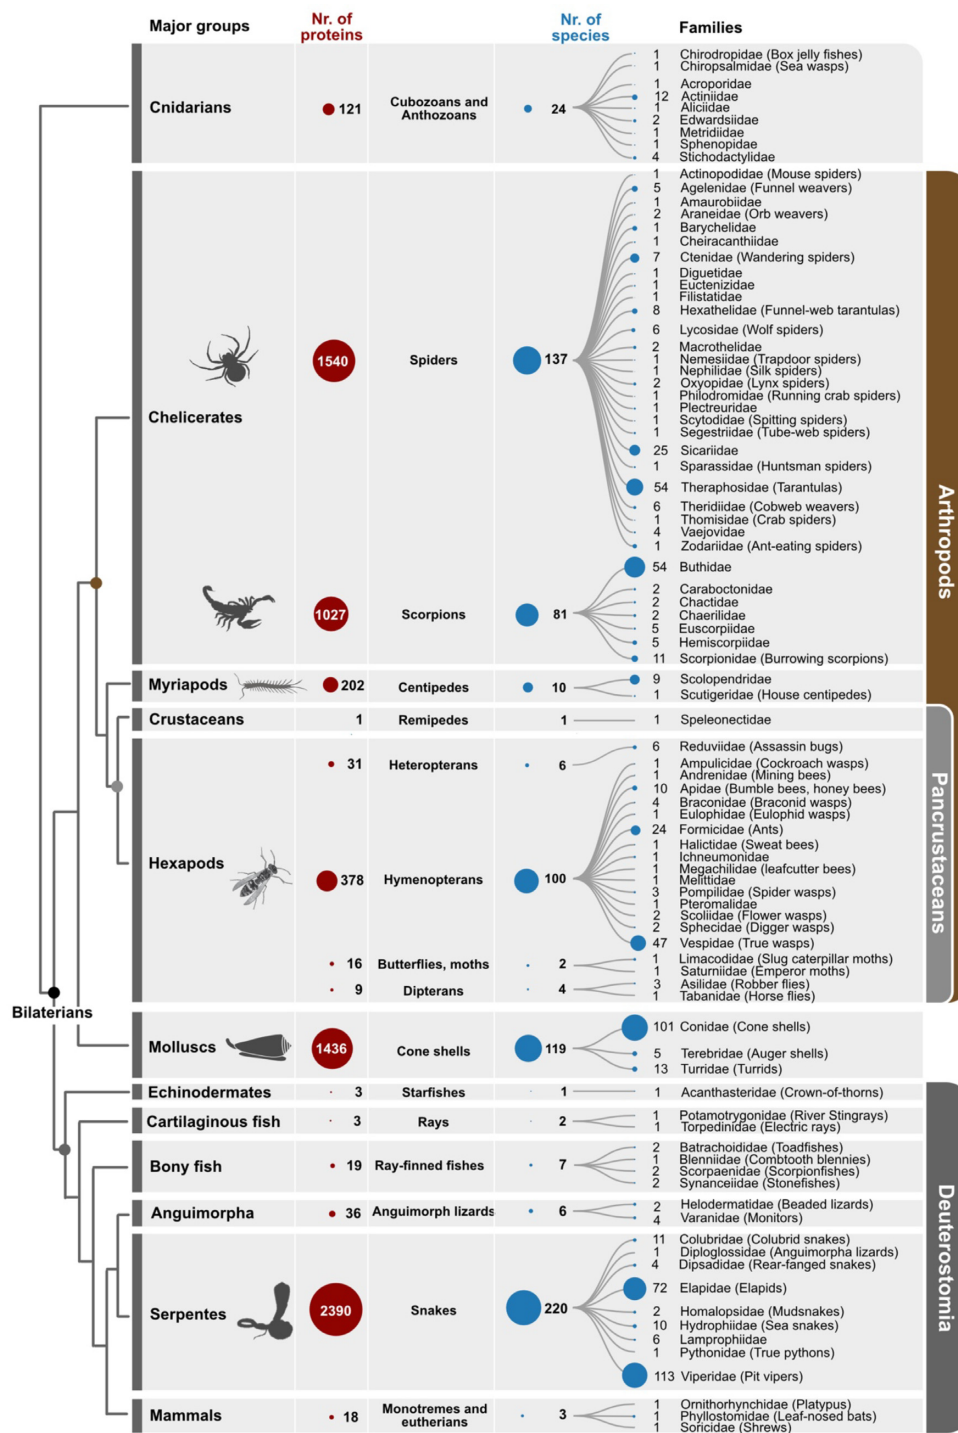 Major groups
Nr. of
proteins
Nr. of
species
Families
Cnidarians
121
Cubozoans and
Anthozoans
24
1 Chirodropidae (Box jelly fishes)
1 Chiropsalmidae (Sea wasps)
1 Acroporidae
12 Actiniidae
1 Aliciidae
2 Edwardsiidae
1 Metridiidae
1 Sphenopidae
4 Stichodactylidae
Chelicerates
1540
Spiders
137
1 Actinopodidae (Mouse spiders)
5 Agelenidae (Funnel weavers)
1 Amaurobiidae
2 Araneidae (Orb weavers)
1 Barychelidae
1 Cheiracanthiidae
7 Ctenidae (Wandering spiders)
1 Diguetidae
1 Euctenizidae
1 Filistatidae
8 Hexathelidae (Funnel-web tarantulas)
6 Lycosidae (Wolf spiders)
2 Macrothelidae
1 Nemesiidae (Trapdoor spiders)
1 Nephilidae (Silk spiders)
2 Oxyopidae (Lynx spiders)
1 Philodromidae (Running crab spiders)
1 Plectreuridae
1 Scytodidae (Spitting spiders)
1 Segestriidae (Tube-web spiders)
25 Sicariidae
1 Sparassidae (Huntsman spiders)
54 Theraphosidae (Tarantulas)
6 Theridiidae (Cobweb weavers)
1 Thomisidae (Crab spiders)
4 Vaejovidae
1 Zodariidae (Ant-eating spiders)
1027
Scorpions
81
54 Buthidae
2 Caraboctonidae
2 Chactidae
2 Chaerilidae
5 Euscorpiidae
5 Hemiscorpiidae
11 Scorpionidae (Burrowing scorpions)
Arthropods
Myriapods
202
Centipedes
10
9 Scolopendridae
1 Scutigeridae (House centipedes)
Crustaceans
1
Remipedes
1
1 Speleonectidae
Hexapods
31
Heteropterans
6
6 Reduviidae (Assassin bugs)
378
Hymenopterans
100
1 Ampulicidae (Cockroach wasps)
1 Andrenidae (Mining bees)
10 Apidae (Bumble bees, honey bees)
4 Braconidae (Braconid wasps)
1 Eulophidae (Eulophid wasps)
24 Formicidae (Ants)
1 Halictidae (Sweat bees)
1 Ichneumonidae
1 Megachilidae (leafcutter bees)
1 Melittidae
3 Pompilidae (Spider wasps)
1 Pteromalidae
2 Scoliidae (Flower wasps)
2 Sphecidae (Digger wasps)
47 Vespidae (True wasps)
16
Butterflies, moths
2
1 Limacodidae (Slug caterpillar moths)
1 Saturniidae (Emperor moths)
9
Dipterans
4
3 Asilidae (Robber flies)
1 Tabanidae (Horse flies)
Pancrustaceans
Bilaterians
Molluscs
1436
Cone shells
119
101 Conidae (Cone shells)
5 Terebridae (Auger shells)
13 Turridae (Turrids)
Echinodermates
3
Starfishes
1
1 Acanthasteridae (Crown-of-thorns)
Cartilaginous fish
3
Rays
2
1 Potamotrygonidae (River Stingrays)
1 Torpedinidae (Electric rays)
Bony fish
19
Ray-finned fishes
7
2 Batrachoididae (Toadfishes)
1 Blenniidae (Combtooth blennies)
2 Scorpaenidae (Scorpionfishes)
2 Synanceiidae (Stonefishes)
Anguimorpha
36
Anguimorph lizards
6
2 Helodermatidae (Beaded lizards)
4 Varanidae (Monitors)
Serpentes
2390
Snakes
220
11 Colubridae (Colubrid snakes)
1 Diploglossidae (Anguimorpha lizards)
4 Dipsadidae (Rear-fanged snakes)
72 Elapidae (Elapids)
2 Homalopsidae (Mudsnakes)
10 Hydrophiidae (Sea snakes)
6 Lamprophiidae
1 Pythonidae (True pythons)
113 Viperidae (Pit vipers)
Mammals
18
Monotremes and
eutherians
3
1 Ornithorhynchidae (Platypus)
1 Phyllostomidae (Leaf-nosed bats)
1 Soricidae (Shrews)
Deuterostomia